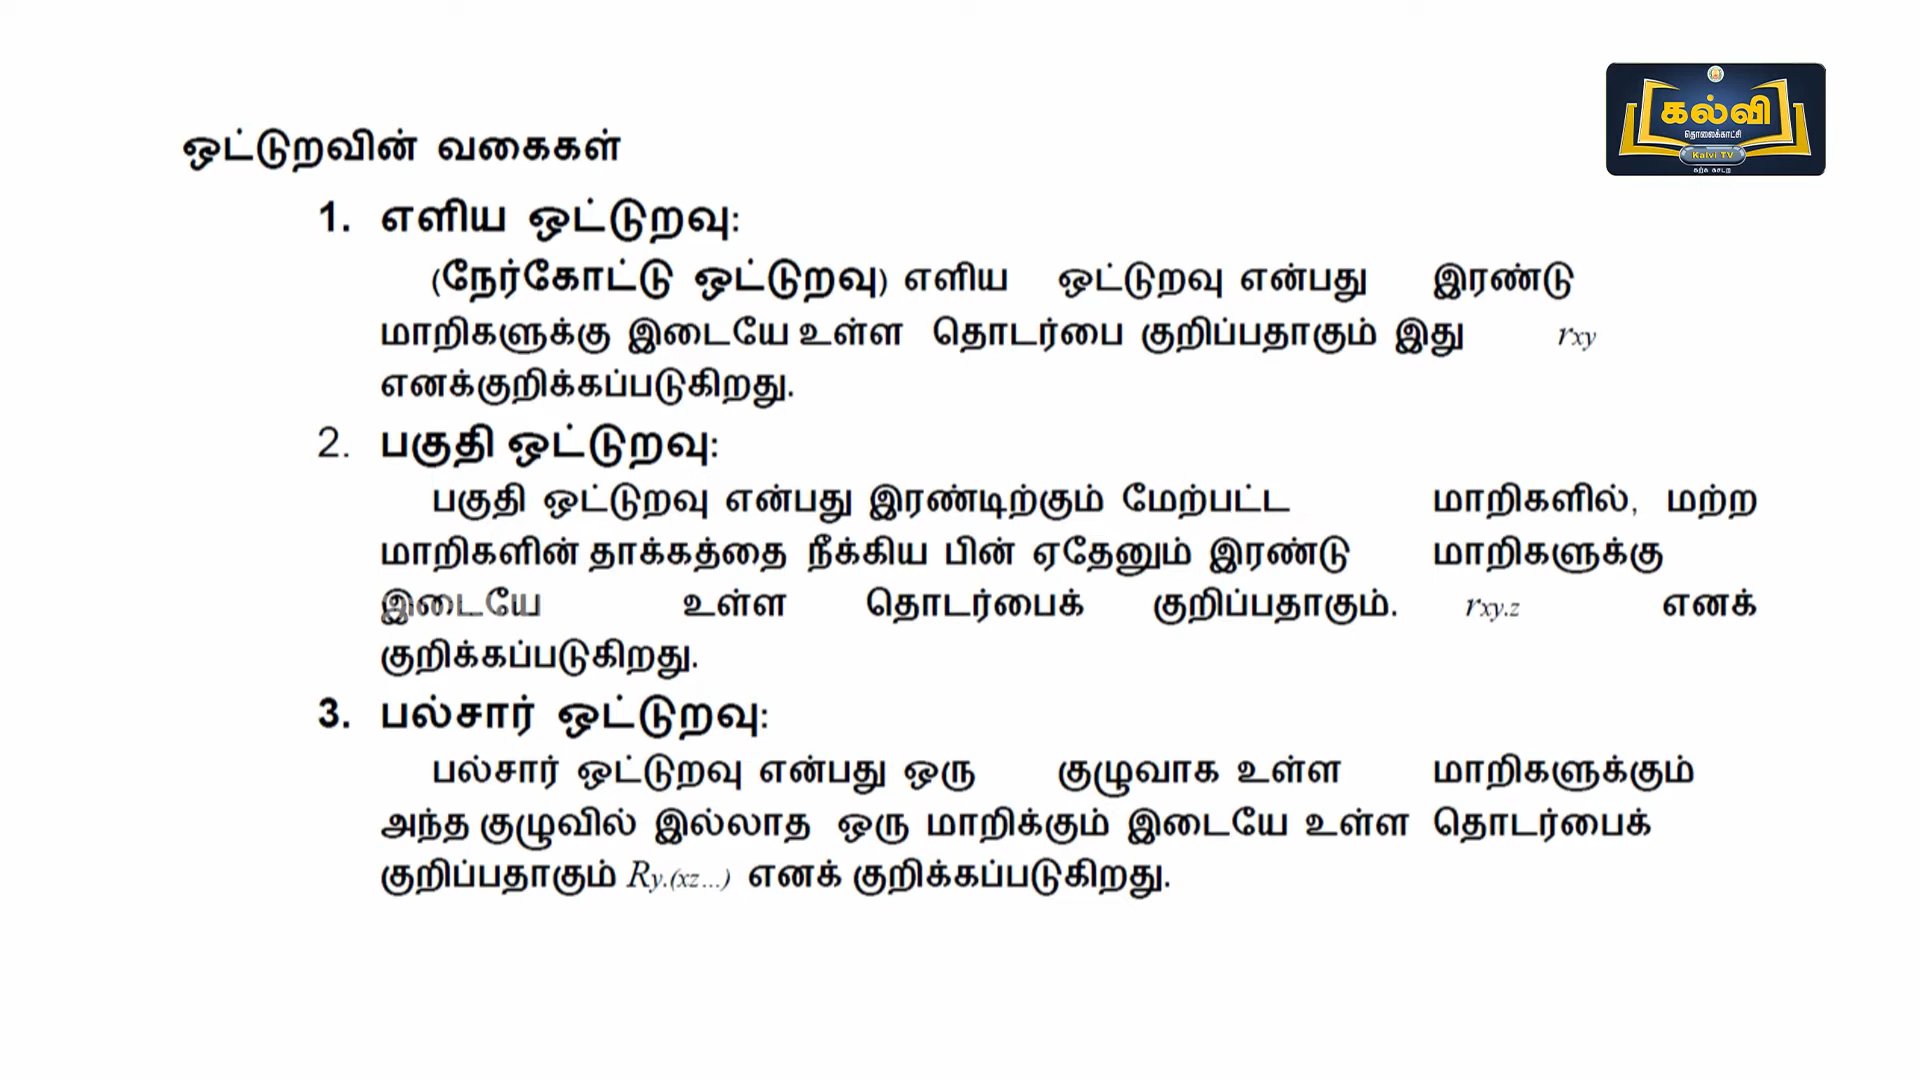 கல்வி
தொலைக்காட்சி
Kalvi TV
கற்க கசடற
ஒட்டுறவின் வகைகள்
1. எளிய ஒட்டுறவு:
(நேர்கோட்டு ஒட்டுறவு) எளிய ஒட்டுறவு என்பது இரண்டு
மாறிகளுக்கு இடையே உள்ள தொடர்பை குறிப்பதாகும் இது rxy
எனக்குறிக்கப்படுகிறது.
2. பகுதி ஒட்டுறவு:
பகுதி ஒட்டுறவு என்பது இரண்டிற்கும் மேற்பட்ட மாறிகளில், மற்ற
மாறிகளின் தாக்கத்தை நீக்கிய பின் ஏதேனும் இரண்டு மாறிகளுக்கு
இடையே உள்ள தொடர்பைக் குறிப்பதாகும். rxy.z எனக்
குறிக்கப்படுகிறது.
3. பல்சார் ஒட்டுறவு:
பல்சார் ஒட்டுறவு என்பது ஒரு குழுவாக உள்ள மாறிகளுக்கும்
அந்த குழுவில் இல்லாத ஒரு மாறிக்கும் இடையே உள்ள தொடர்பைக்
குறிப்பதாகும் Ry.(xz...) எனக் குறிக்கப்படுகிறது.